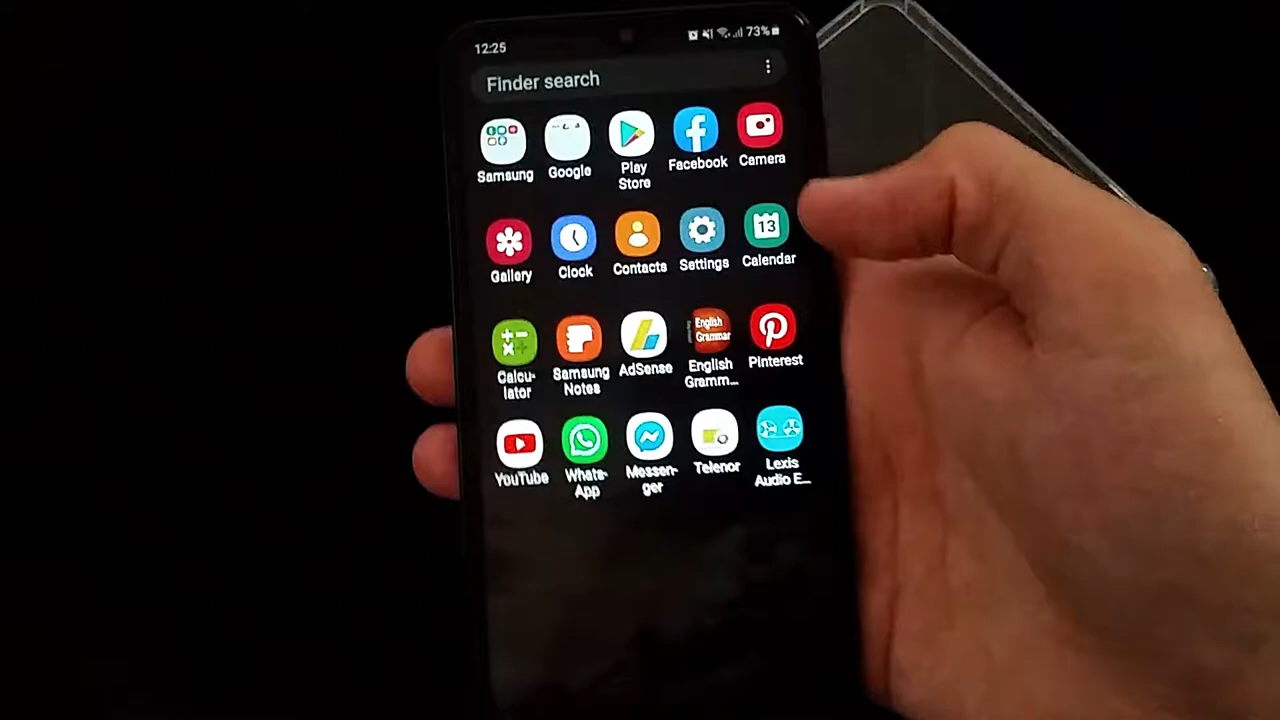 12:25
73%
Finder search
Samsung
Google
Play
Store
Facebook
Camera
Gallery
Clock
Contacts
Settings
13
Calendar
Calcu-
lator
Samsung
Notes
AdSense
English
Grammar
English
Gramm...
Pinterest
YouTube
Whats-
App
Messen-
ger
Telenor
Lexis
Audio E...